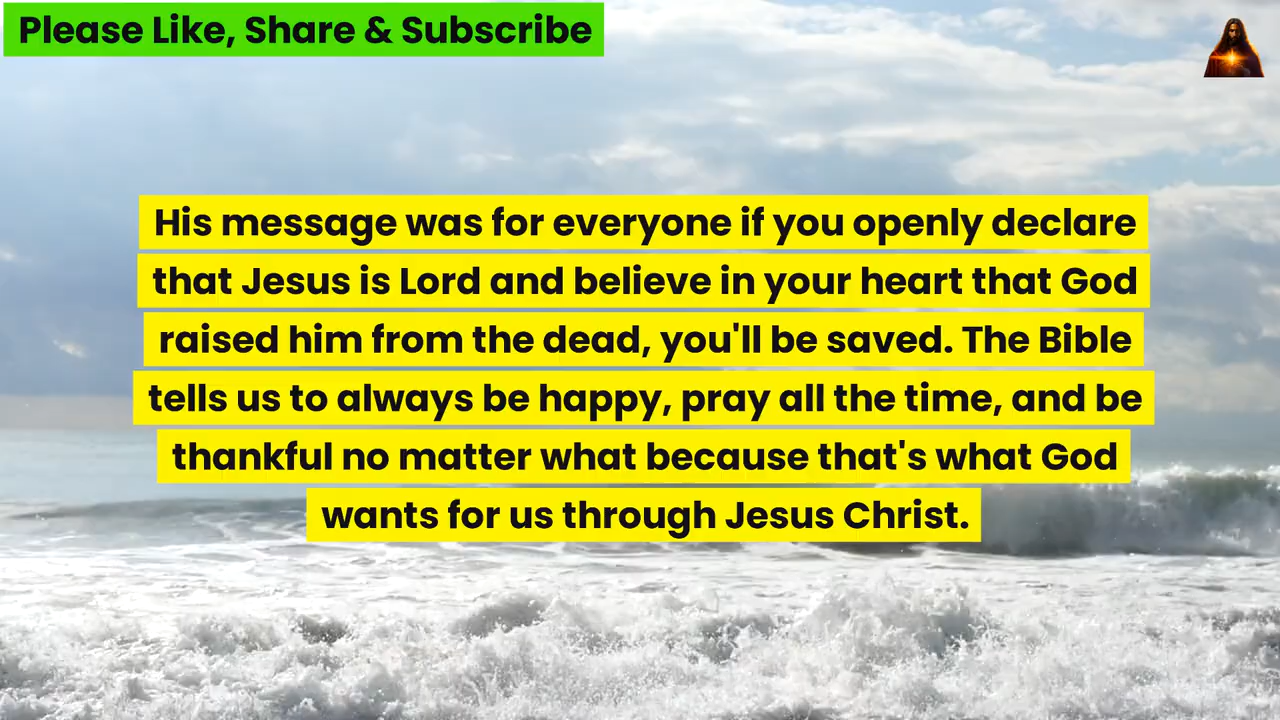 Please Like, Share & Subscribe
His message was for everyone if you openly declare
that Jesus is Lord and believe in your heart that God
raised him from the dead, you'll be saved. The Bible
tells us to always be happy, pray all the time, and be
thankful no matter what because that's what God
wants for us through Jesus Christ.